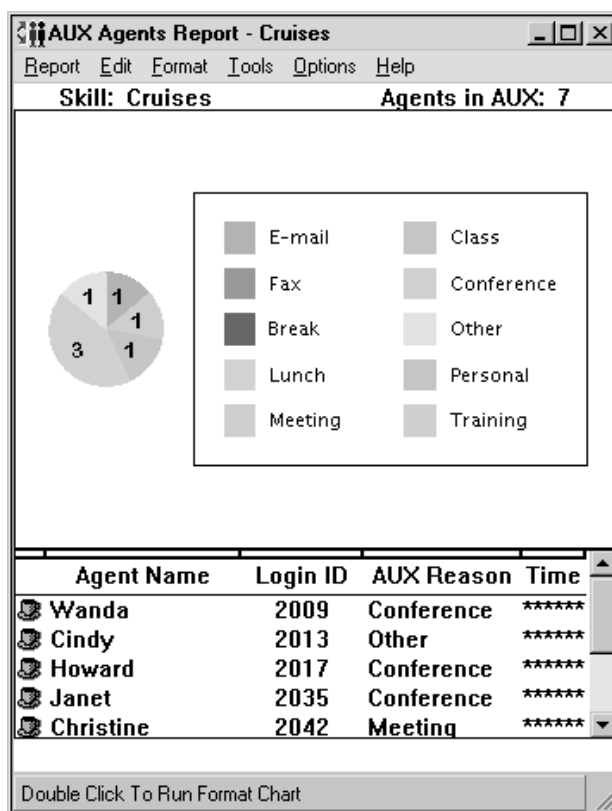 AUX Agents Report - Cruises
Report Edit Format Tools Options Help
Skill: Cruises Agents in AUX: 7
E-mail Class
Fax Conference
Break Other
Lunch Personal
Meeting Training
1 1
1
3 1
Agent Name Login ID AUX Reason Time
Wanda 2009 Conference ******
Cindy 2013 Other ******
Howard 2017 Conference ******
Janet 2035 Conference ******
Christine 2042 Meeting ******
Double Click To Run Format Chart